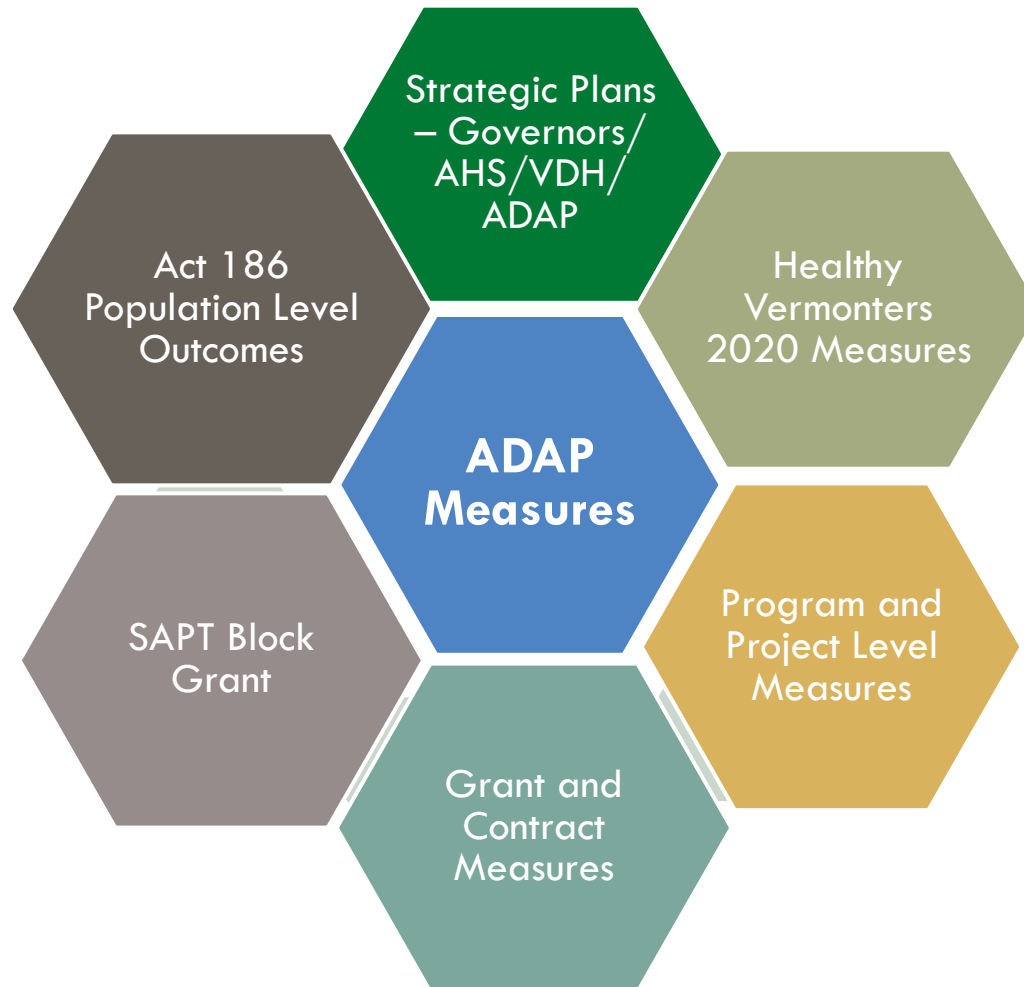 Strategic Plans
– Governors/
AHS/VDH/
ADAP
Act 186
Population Level
Outcomes
Healthy
Vermonters
2020 Measures
ADAP
Measures
SAPT Block
Grant
Program and
Project Level
Measures
Grant and
Contract
Measures